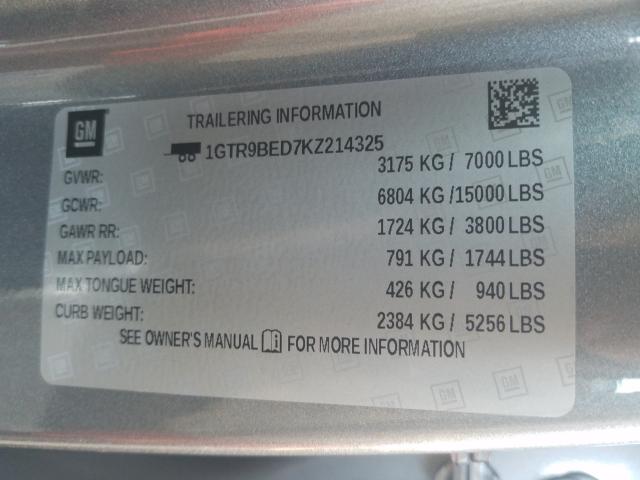 GM
TRAILERING INFORMATION
1GTR9BED7KZ214325
GVWR: 3175 KG / 7000 LBS
GCWR: 6804 KG /15000 LBS
GAWR RR: 1724 KG / 3800 LBS
MAX PAYLOAD: 791 KG / 1744 LBS
MAX TONGUE WEIGHT: 426 KG / 940 LBS
CURB WEIGHT: 2384 KG / 5256 LBS
SEE OWNER'S MANUAL FOR MORE INFORMATION